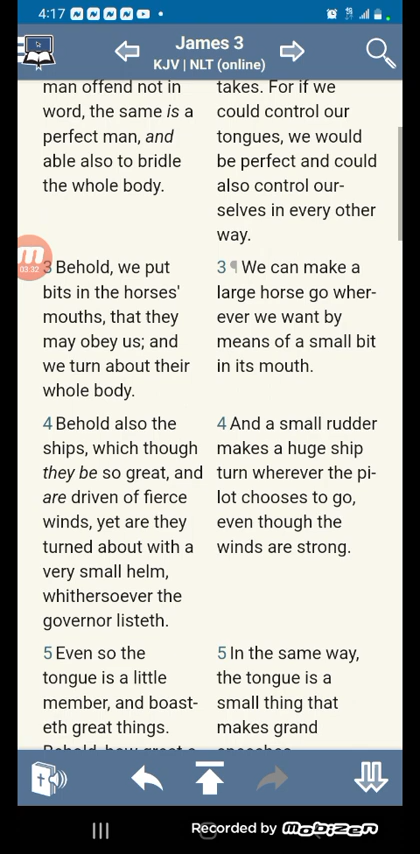 4:17
James 3
KJV | NLT (online)
man offend not in
word, the same is a
perfect man, and
able also to bridle
the whole body.
takes. For if we
could control our
tongues, we would
be perfect and could
also control our-
selves in every other
way.
03:32
3 Behold, we put
bits in the horses'
mouths, that they
may obey us; and
we turn about their
whole body.
3 ¶ We can make a
large horse go wher-
ever we want by
means of a small bit
in its mouth.
4 Behold also the
ships, which though
they be so great, and
are driven of fierce
winds, yet are they
turned about with a
very small helm,
whithersoever the
governor listeth.
4 And a small rudder
makes a huge ship
turn wherever the pi-
lot chooses to go,
even though the
winds are strong.
5 Even so the
tongue is a little
member, and boast-
eth great things.
Behold, how great a
5 In the same way,
the tongue is a
small thing that
makes grand
speeches.
Recorded by mobizen